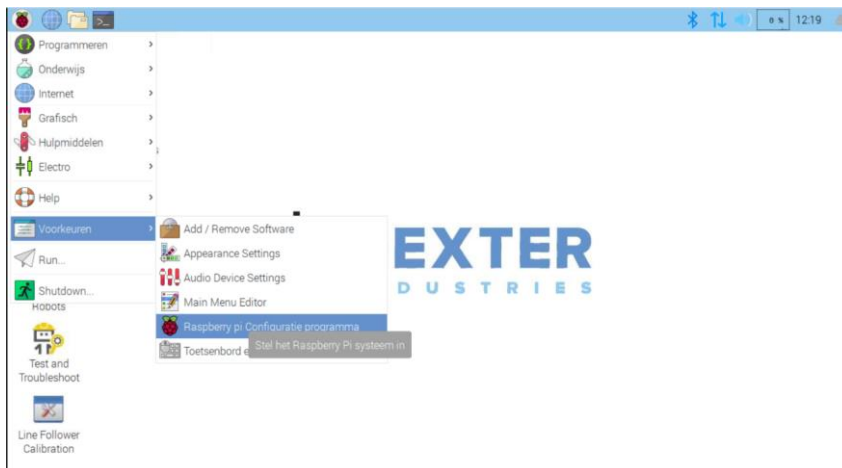 0 % 12:19
Programmeren
Onderwijs
Internet
Grafisch
Hulpmiddelen
Electro
Help
Voorkeuren
Run...
Shutdown...
Add / Remove Software
Appearance Settings
Audio Device Settings
Main Menu Editor
Raspberry pi Configuratie programma
Toetsenbord e
Stel het Raspberry Pi systeem in
EXTER
DUSTRIES
Robots
Test and
Troubleshoot
Line Follower
Calibration